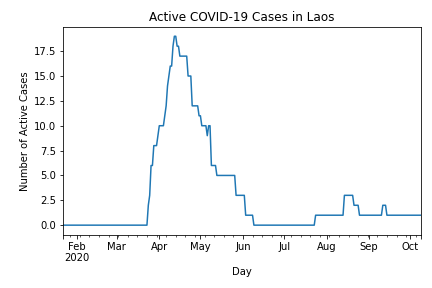 Active COVID-19 Cases in Laos
Number of Active Cases
17.5
15.0
12.5
10.0
7.5
5.0
2.5
0.0
Feb Mar Apr May Jun Jul Aug Sep Oct
2020
Day